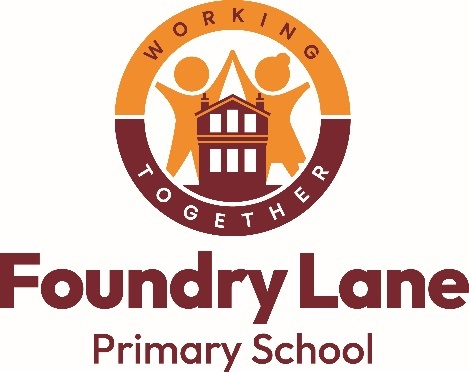 WORKING
TOGETHER
Foundry Lane
Primary School